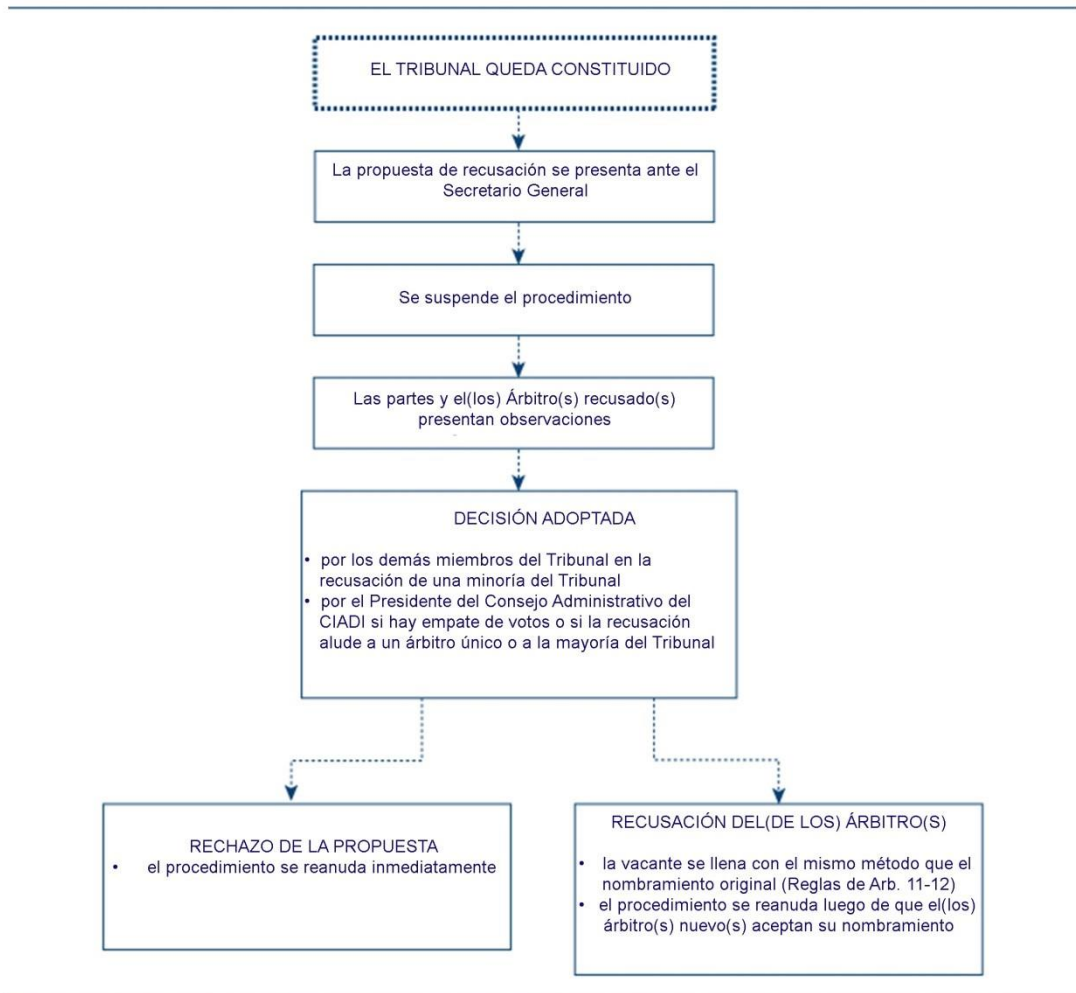 EL TRIBUNAL QUEDA CONSTITUIDO
La propuesta de recusación se presenta ante el
Secretario General
Se suspende el procedimiento
Las partes y el(los) Árbitro(s) recusado(s)
presentan observaciones
DECISIÓN ADOPTADA
• por los demás miembros del Tribunal en la
recusación de una minoría del Tribunal
• por el Presidente del Consejo Administrativo del
CIADI si hay empate de votos o si la recusación
alude a un árbitro único o a la mayoría del Tribunal
RECHAZO DE LA PROPUESTA
• el procedimiento se reanuda inmediatamente
RECUSACIÓN DEL(DE LOS) ÁRBITRO(S)
• la vacante se llena con el mismo método que el
nombramiento original (Reglas de Arb. 11-12)
• el procedimiento se reanuda luego de que el(los)
árbitro(s) nuevo(s) aceptan su nombramiento